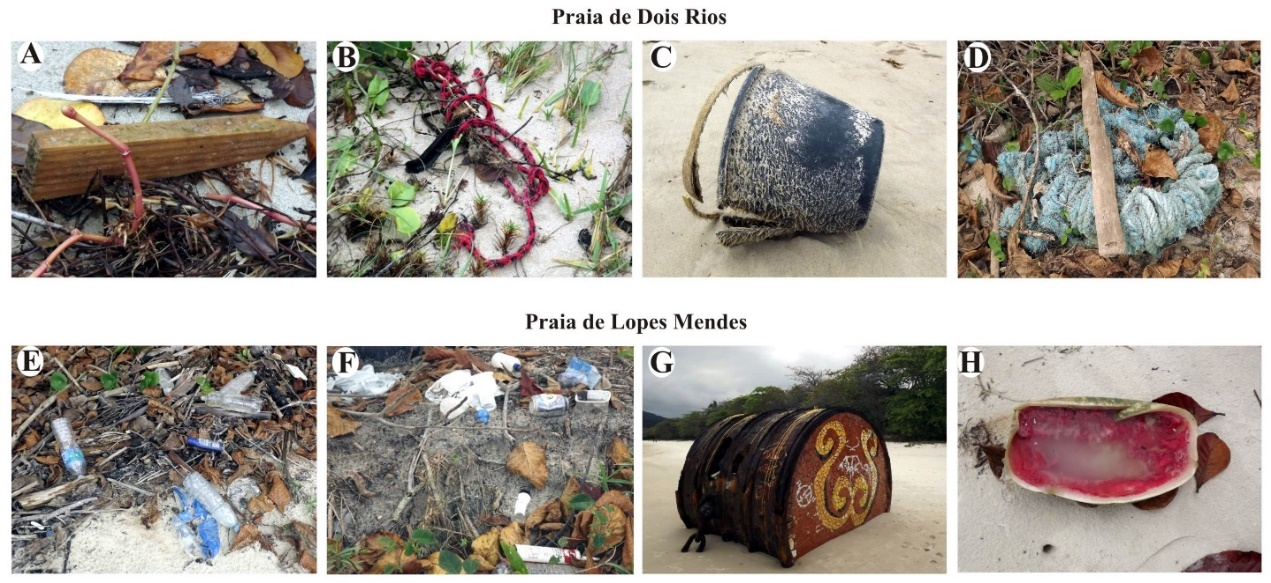 Praia de Dois Rios
A
B
C
D
Praia de Lopes Mendes
E
F
G
H